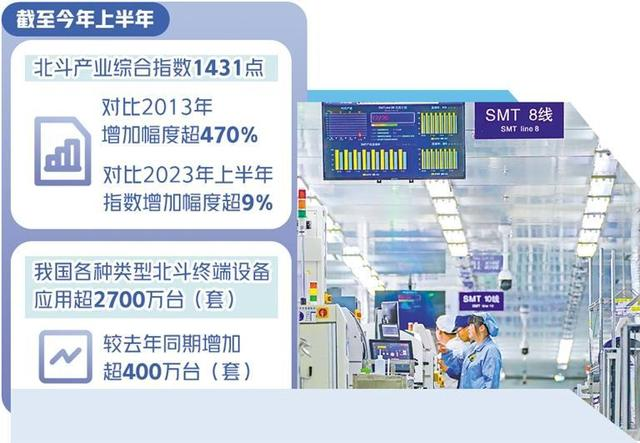 截至今年上半年
北斗产业综合指数1431点
对比2013年
增加幅度超470%
对比2023年上半年
指数增加幅度超9%
我国各种类型北斗终端设备
应用超2700万台（套）
较去年同期增加
超400万台（套）
SMT 8线
SMT line 8
SMT 10线